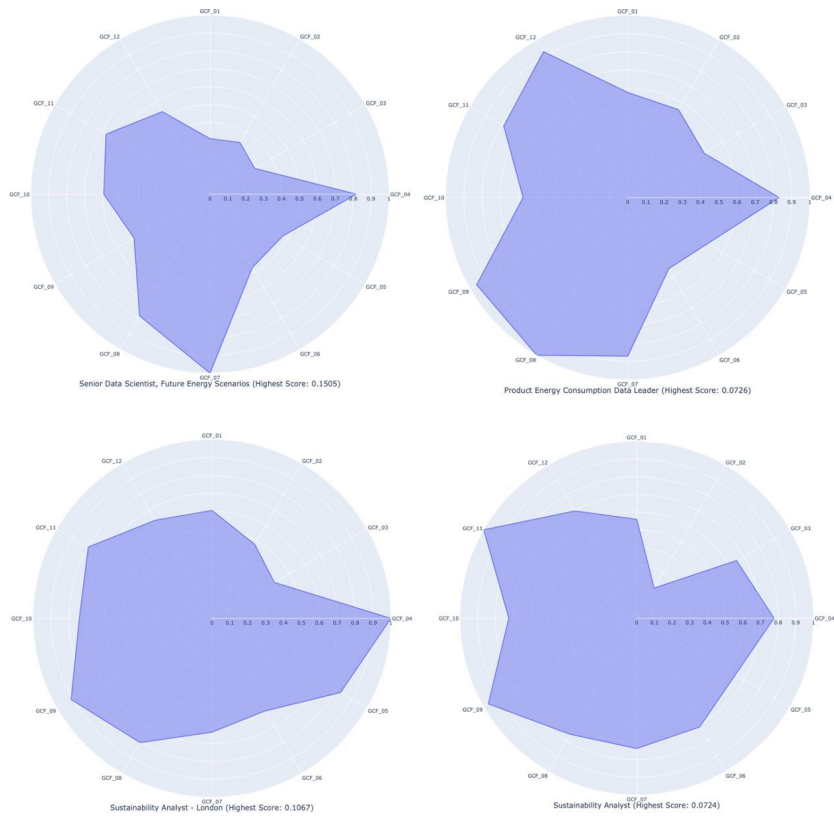 GCF_01
GCF_12
GCF_02
GCF_11
GCF_03
GCF_10
0 0.1 0.2 0.3 0.4 0.5 0.6 0.7 0.8 0.9 1
GCF_04
GCF_09
GCF_05
GCF_08
GCF_06
GCF_07
Senior Data Scientist, Future Energy Scenarios (Highest Score: 0.1505)
GCF_01
GCF_12
GCF_02
GCF_11
GCF_03
GCF_10
0 0.1 0.2 0.3 0.4 0.5 0.6 0.7 0.8 0.9 1
GCF_04
GCF_09
GCF_05
GCF_08
GCF_06
GCF_07
Product Energy Consumption Data Leader (Highest Score: 0.0726)
GCF_01
GCF_12
GCF_02
GCF_11
GCF_03
GCF_10
0 0.1 0.2 0.3 0.4 0.5 0.6 0.7 0.8 0.9 1
GCF_04
GCF_09
GCF_05
GCF_08
GCF_06
GCF_07
Sustainability Analyst - London (Highest Score: 0.1067)
GCF_01
GCF_12
GCF_02
GCF_11
GCF_03
GCF_10
0 0.1 0.2 0.3 0.4 0.5 0.6 0.7 0.8 0.9 1
GCF_04
GCF_09
GCF_05
GCF_08
GCF_06
GCF_07
Sustainability Analyst (Highest Score: 0.0724)